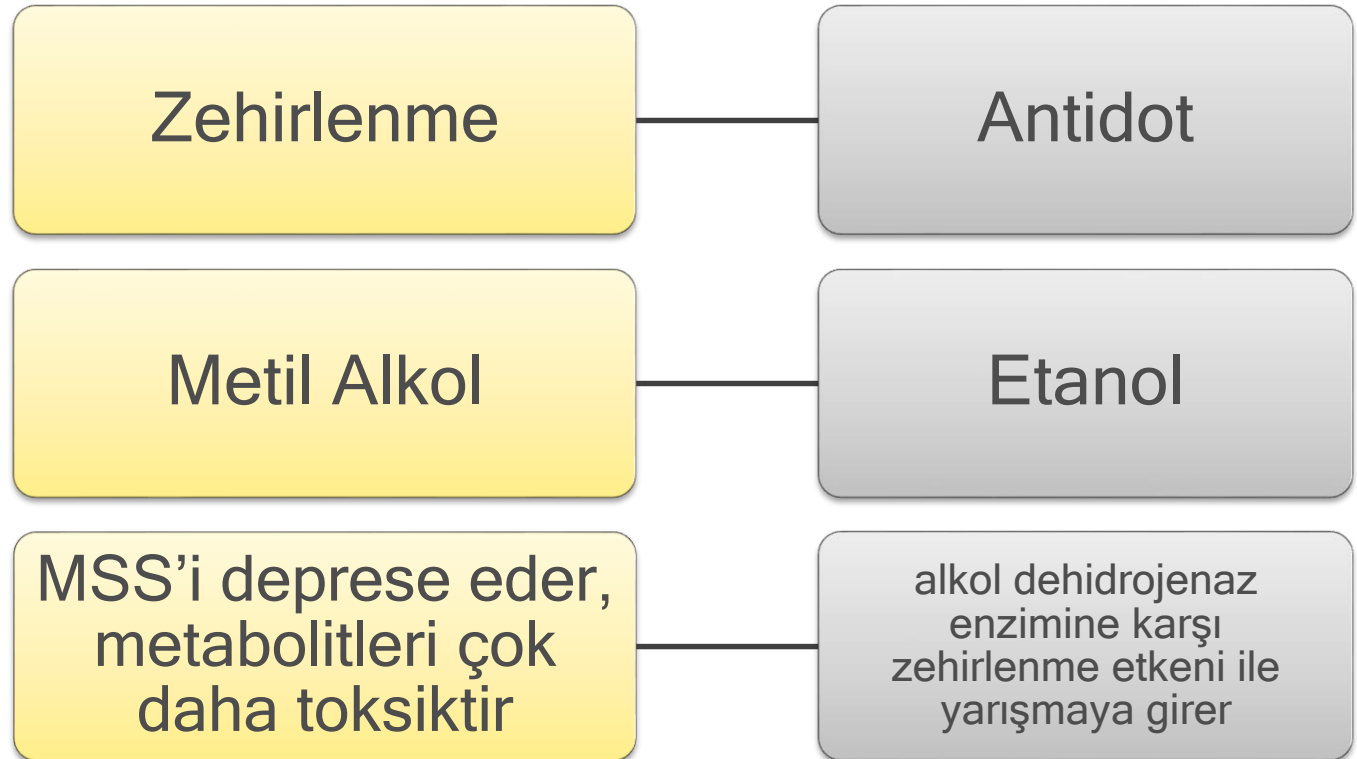 Zehirlenme
Antidot
Metil Alkol
Etanol
MSS’i deprese eder,
metabolitleri çok
daha toksiktir
alkol dehidrojenaz
enzimine karşı
zehirlenme etkeni ile
yarışmaya girer